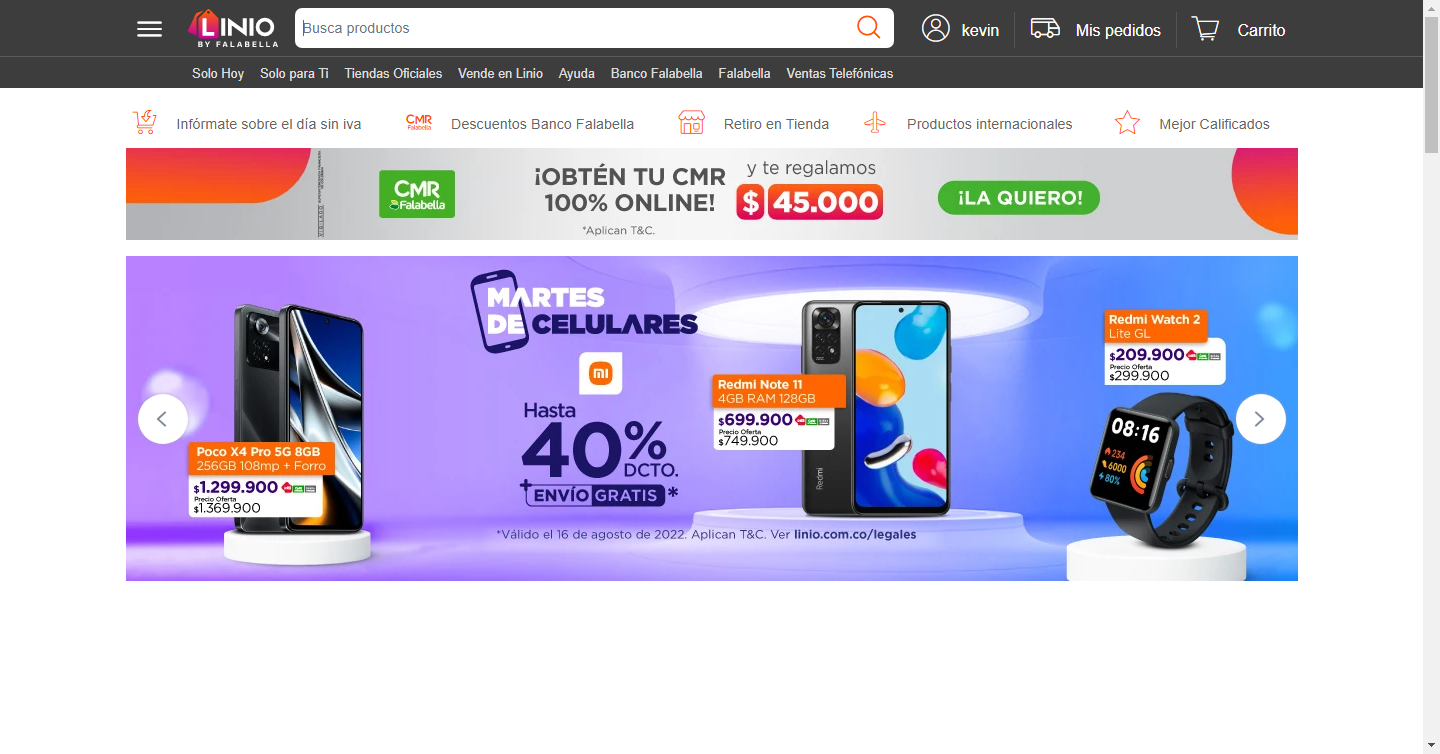 LINIO
BY FALABELLA
Busca productos
kevin
Mis pedidos
Carrito
Solo Hoy
Solo para Ti
Tiendas Oficiales
Vende en Linio
Ayuda
Banco Falabella
Falabella
Ventas Telefónicas
Infórmate sobre el día sin iva
CMR
Falabella
Descuentos Banco Falabella
Retiro en Tienda
Productos internacionales
Mejor Calificados
CMR
Falabella
¡OBTÉN TU CMR
100% ONLINE!
*Aplican T&C.
y te regalamos
$ 45.000
¡LA QUIERO!
MARTES
DE CELULARES
Hasta
40%
DCTO.
+ ENVÍO GRATIS *
*Válido el 16 de agosto de 2022. Aplican T&C. Ver linio.com.co/legales
Poco X4 Pro 5G 8GB
256GB 108mp + Forro
$1.299.900
Precio Oferta
$1.369.900
Redmi Note 11
4GB RAM 128GB
$699.900
Precio Oferta
$749.900
Redmi
Redmi Watch 2
Lite GL
$209.900
Precio Oferta
$299.900
08:16
234
6000
80%